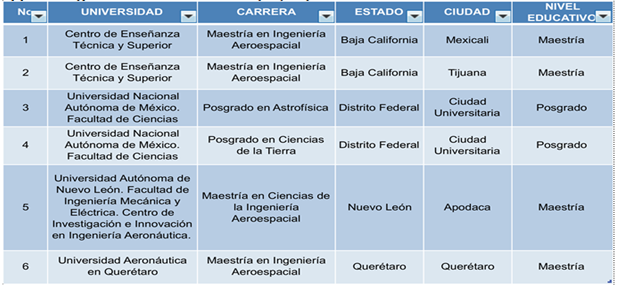 No. UNIVERSIDAD CARRERA ESTADO CIUDAD NIVEL EDUCATIVO
1 Centro de Enseñanza Técnica y Superior Maestría en Ingeniería Aeroespacial Baja California Mexicali Maestría
2 Centro de Enseñanza Técnica y Superior Maestría en Ingeniería Aeroespacial Baja California Tijuana Maestría
3 Universidad Nacional Autónoma de México. Facultad de Ciencias Posgrado en Astrofísica Distrito Federal Ciudad Universitaria Posgrado
4 Universidad Nacional Autónoma de México. Facultad de Ciencias Posgrado en Ciencias de la Tierra Distrito Federal Ciudad Universitaria Posgrado
5 Universidad Autónoma de Nuevo León. Facultad de Ingeniería Mecánica y Eléctrica. Centro de Investigación e Innovación en Ingeniería Aeronáutica. Maestría en Ciencias de la Ingeniería Aeroespacial Nuevo León Apodaca Maestría
6 Universidad Aeronáutica en Querétaro Maestría en Ingeniería Aeroespacial Querétaro Querétaro Maestría